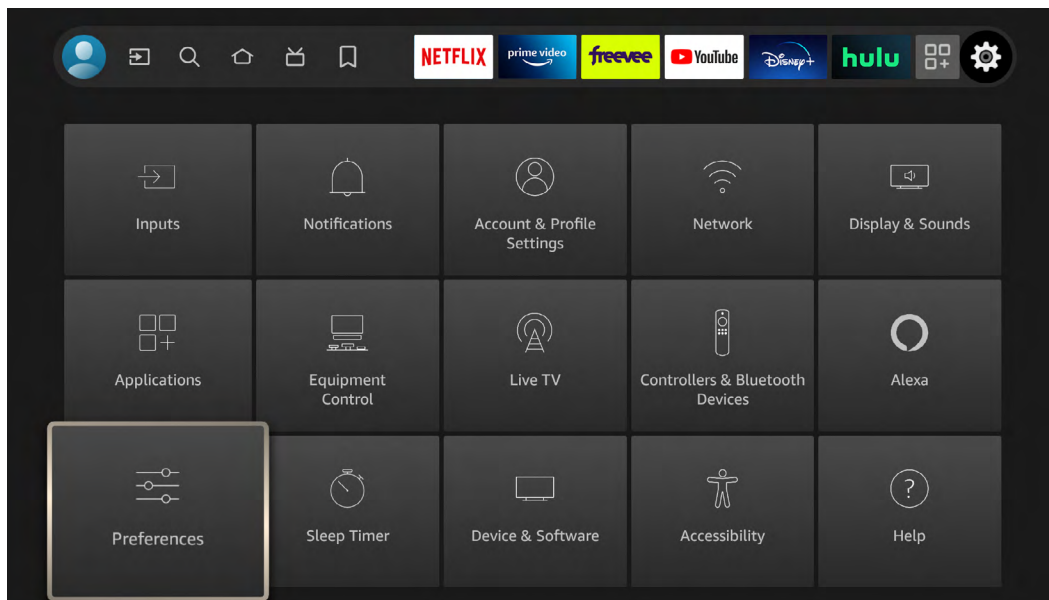 NETFLIX prime video freevee YouTube Disney+ hulu
Inputs Notifications Account & Profile Network Display & Sounds
Settings
Applications Equipment Live TV Controllers & Bluetooth Alexa
Control Devices
Preferences Sleep Timer Device & Software Accessibility Help
?